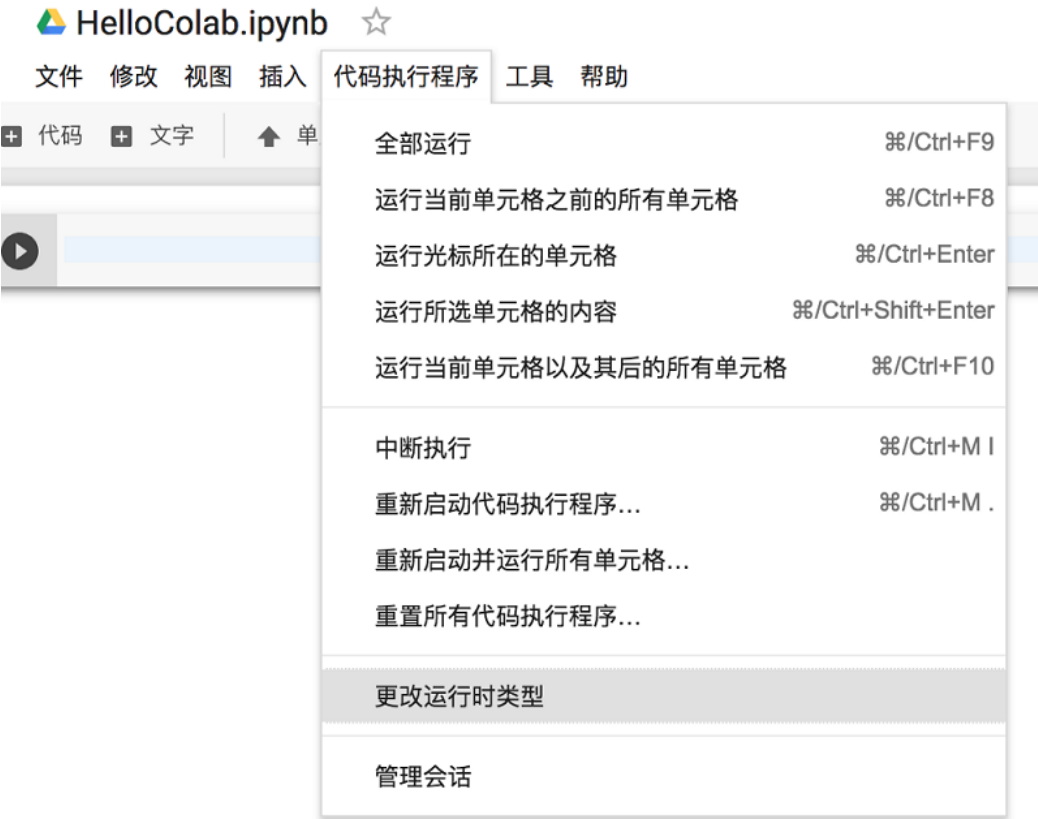 HelloColab.ipynb
文件 修改 视图 插入 代码执行程序 工具 帮助
代码 文字 单
全部运行 ⌘/Ctrl+F9
运行当前单元格之前的所有单元格 ⌘/Ctrl+F8
运行光标所在的单元格 ⌘/Ctrl+Enter
运行所选单元格的内容 ⌘/Ctrl+Shift+Enter
运行当前单元格以及其后的所有单元格 ⌘/Ctrl+F10
中断执行 ⌘/Ctrl+M I
重新启动代码执行程序… ⌘/Ctrl+M .
重新启动并运行所有单元格…
重置所有代码执行程序…
更改运行时类型
管理会话